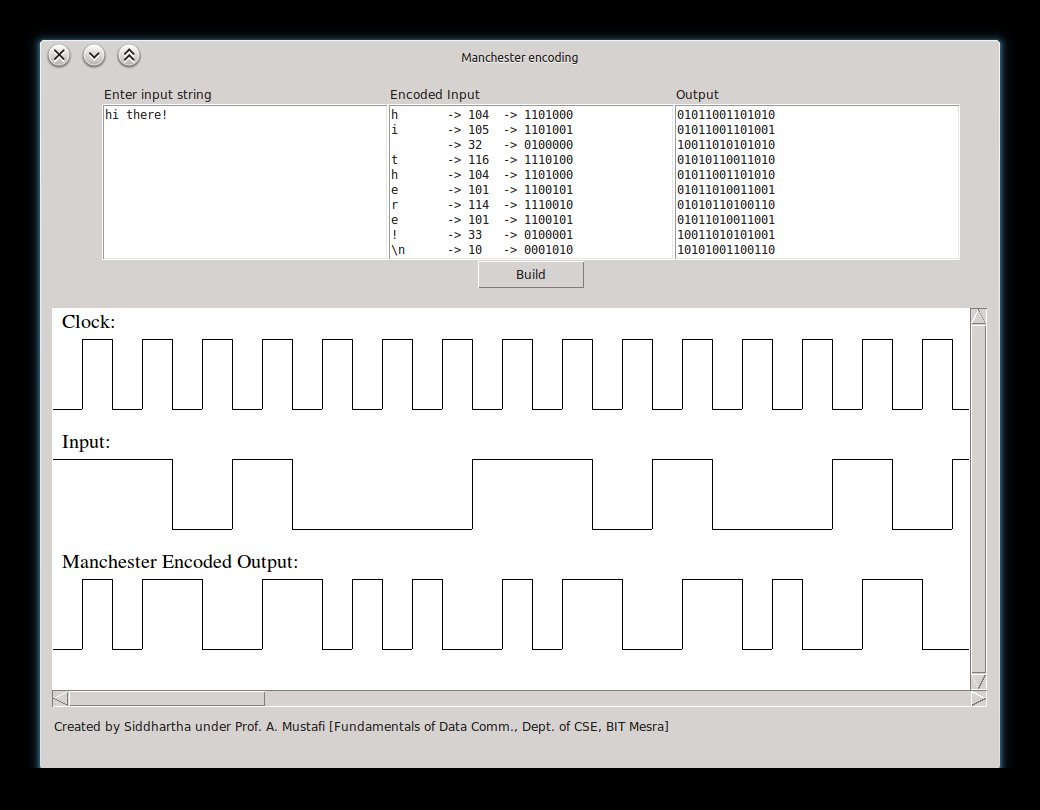 Manchester encoding
Enter input string Encoded Input Output
hi there! h -> 104 -> 1101000 01011001101010
i -> 105 -> 1101001 01011001101001
-> 32 -> 0100000 10011010101010
t -> 116 -> 1110100 01010110011010
h -> 104 -> 1101000 01011001101010
e -> 101 -> 1100101 01011010011001
r -> 114 -> 1110010 01010110100110
e -> 101 -> 1100101 01011010011001
! -> 33 -> 0100001 10011010101001
\n -> 10 -> 0001010 10101001100110
Build
Clock:
Input:
Manchester Encoded Output:
Created by Siddhartha under Prof. A. Mustafi [Fundamentals of Data Comm., Dept. of CSE, BIT Mesra]